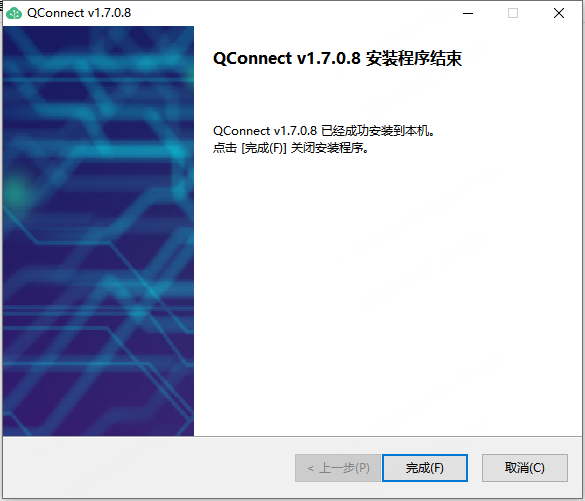 QConnect v1.7.0.8
QConnect v1.7.0.8 安装程序结束
QConnect v1.7.0.8 已经成功安装到本机。
点击 [完成(F)] 关闭安装程序。
< 上一步(P)
完成(F)
取消(C)